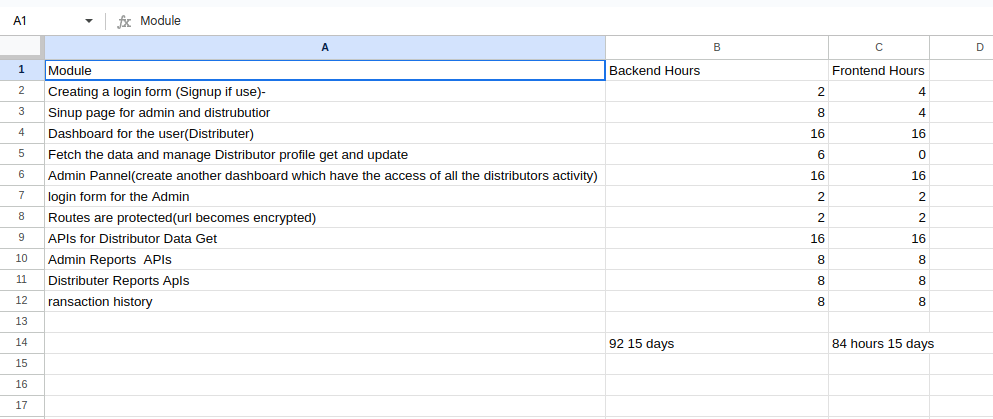 A1 fx Module
A B C D
1 Module Backend Hours Frontend Hours
2 Creating a login form (Signup if use)- 2 4
3 Sinup page for admin and distrubutior 8 4
4 Dashboard for the user(Distributer) 16 16
5 Fetch the data and manage Distributor profile get and update 6 0
6 Admin Pannel(create another dashboard which have the access of all the distributors activity) 16 16
7 login form for the Admin 2 2
8 Routes are protected(url becomes encrypted) 2 2
9 APIs for Distributor Data Get 16 16
10 Admin Reports  APIs 8 8
11 Distributer Reports ApIs 8 8
12 ransaction history 8 8
13
14 92 15 days 84 hours 15 days
15
16
17